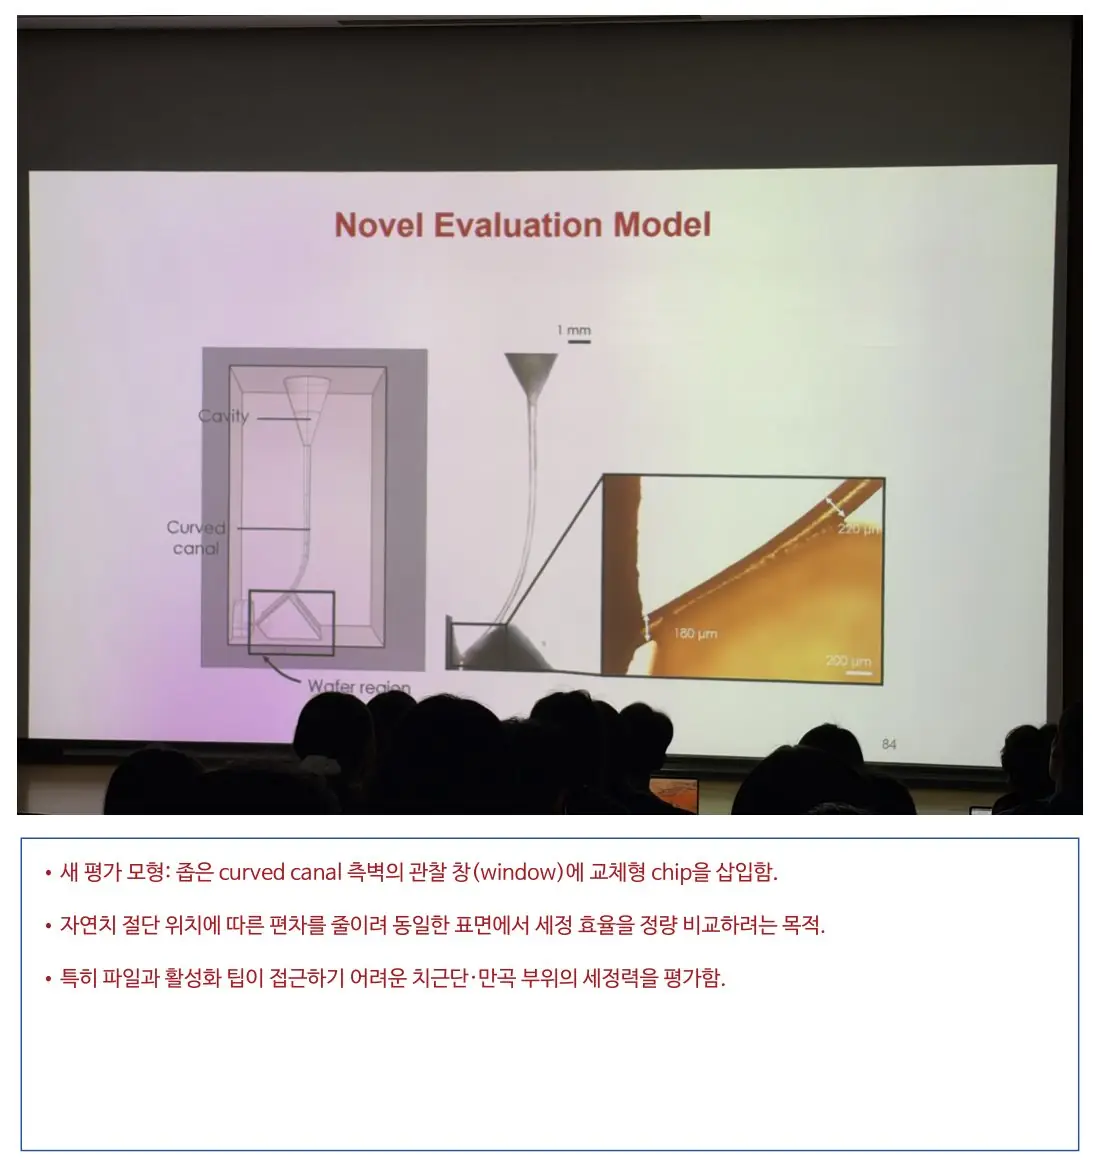 Novel Evaluation Model
1 mm
Cavity
Curved
canal
220 μm
180 μm
200 μm
Wafer region
84
• 새 평가 모형: 좁은 curved canal 측벽의 관찰 창(window)에 교체형 chip을 삽입함.
• 자연치 절단 위치에 따른 편차를 줄이려 동일한 표면에서 세정 효율을 정량 비교하려는 목적.
• 특히 파일과 활성화 팁이 접근하기 어려운 치근단·만곡 부위의 세정력을 평가함.